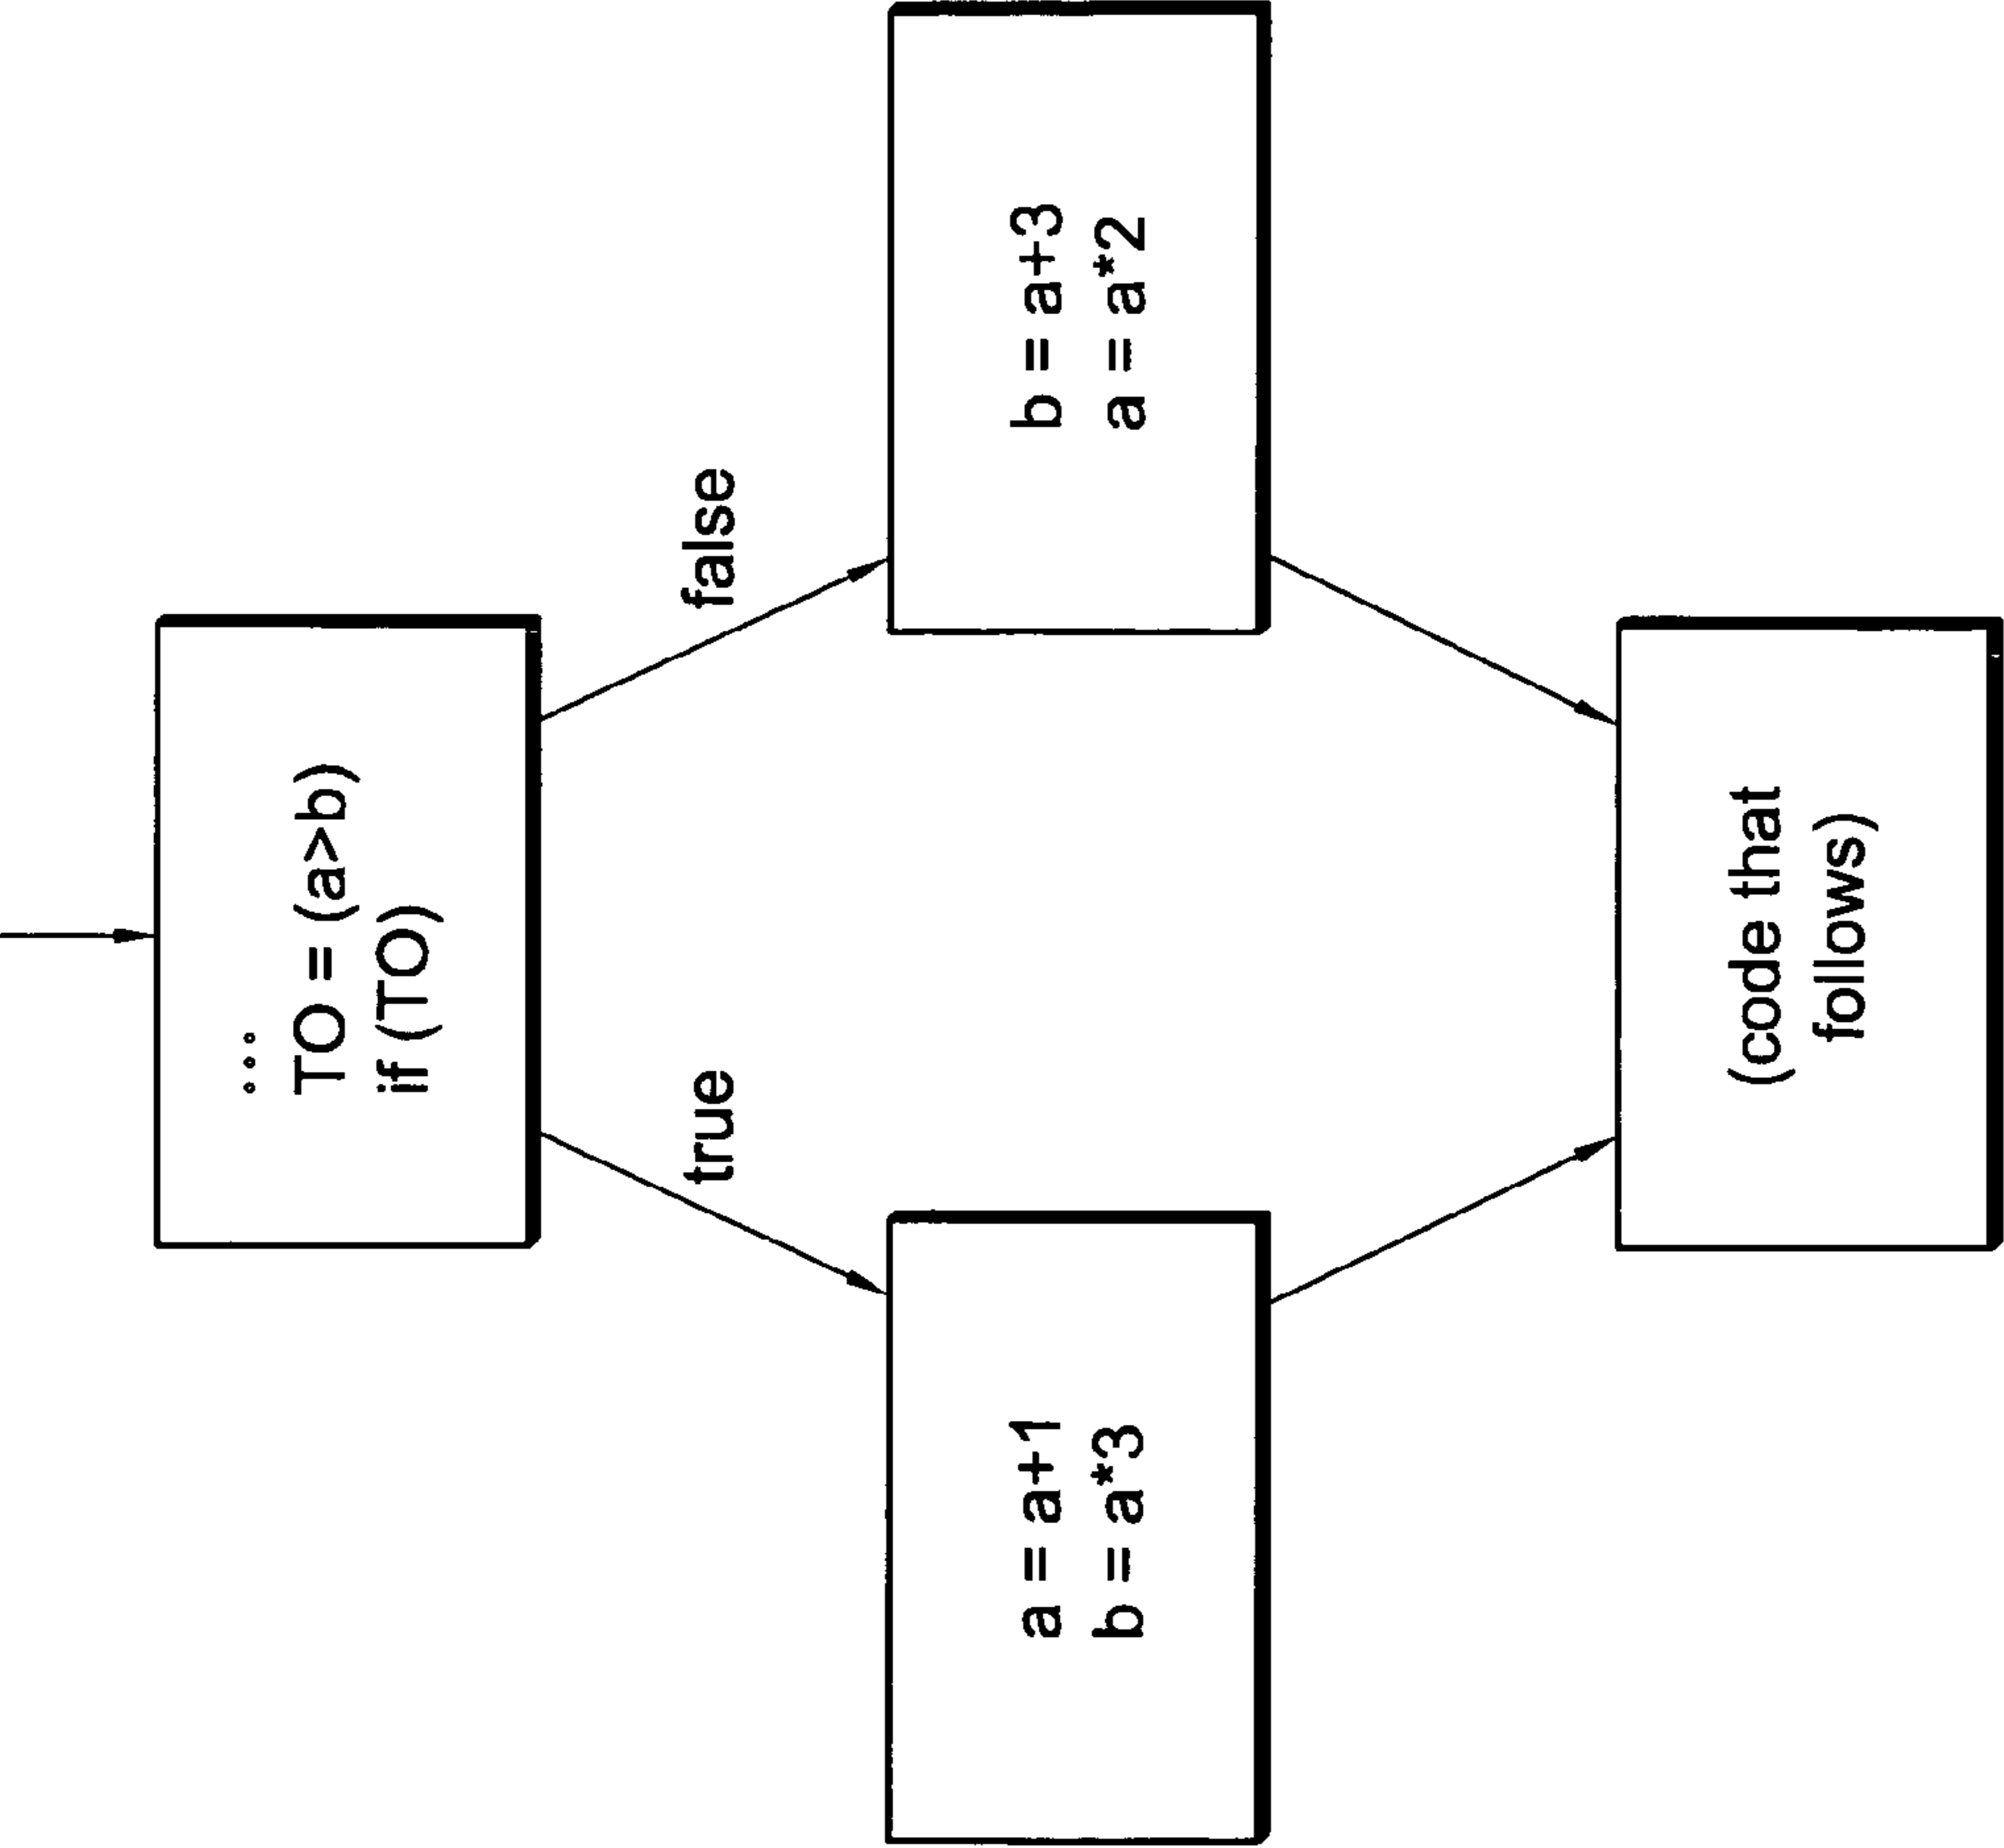 ...
TO = (a>b)
if (TO)
true
false
a = a+1
b = a*3
b = a+3
a = a*2
(code that
follows)